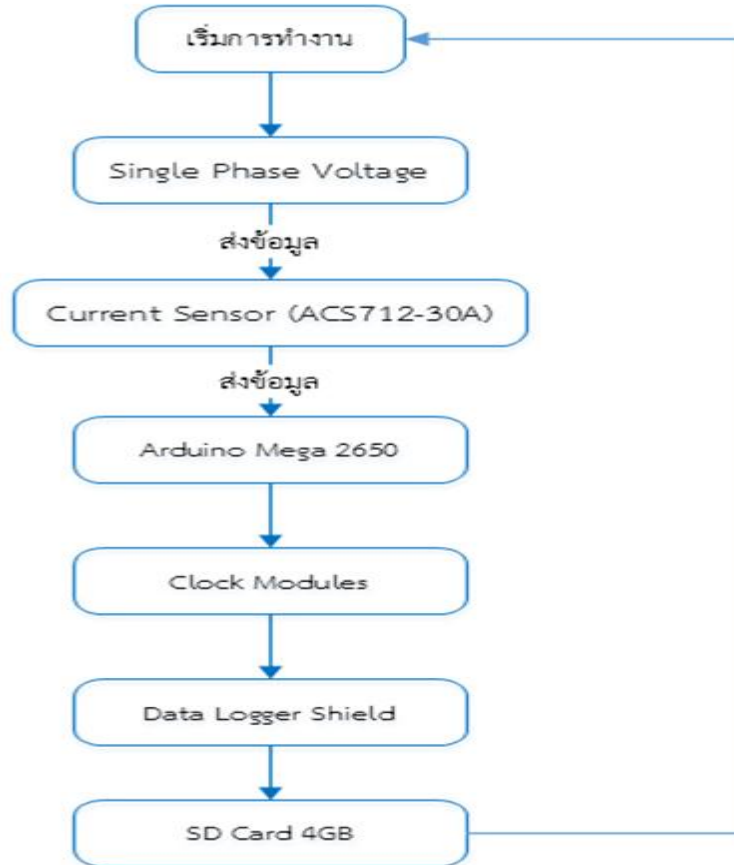 เริ่มการทำงาน
Single Phase Voltage
ส่งข้อมูล
Current Sensor (ACS712-30A)
ส่งข้อมูล
Arduino Mega 2650
Clock Modules
Data Logger Shield
SD Card 4GB